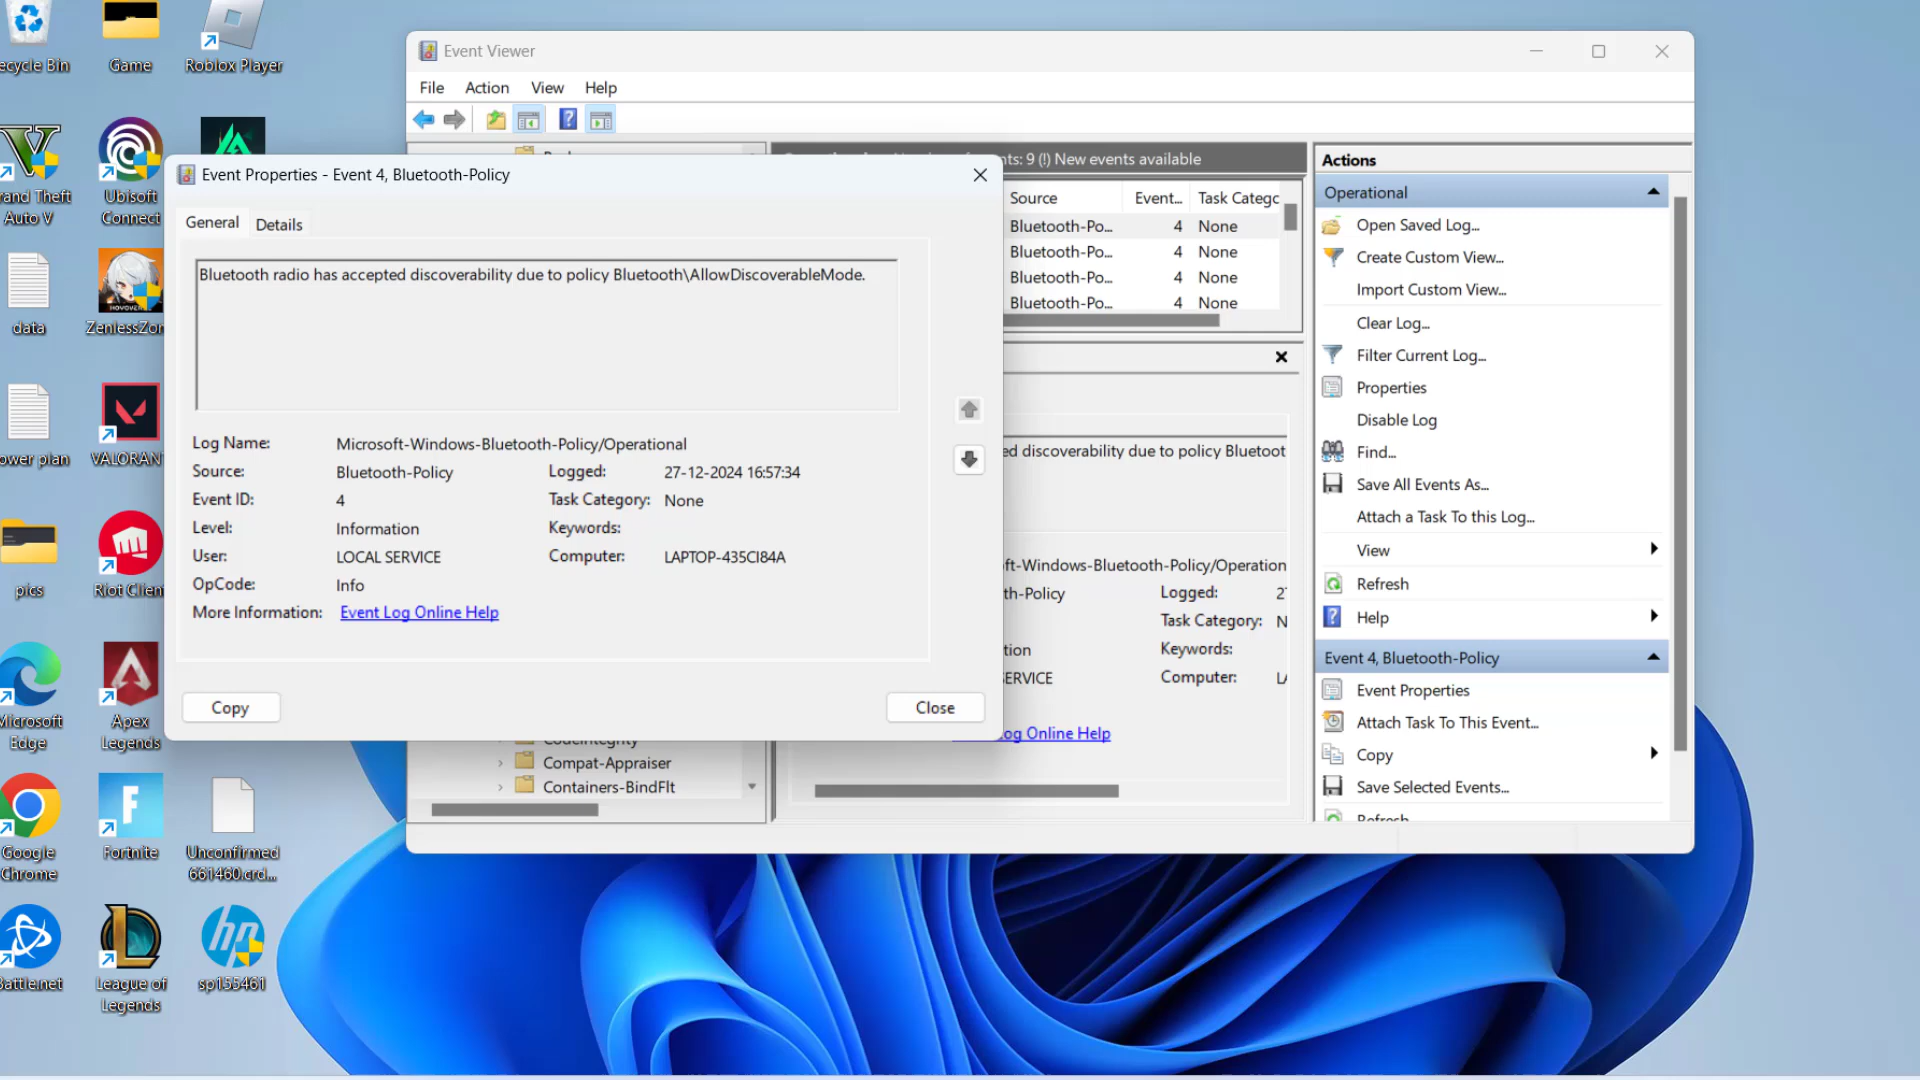 ecycle Bin
Game
Roblox Player
rand Theft
Auto V
Ubisoft
Connect
data
ZenlessZon
ower plan
VALORAN
pics
Riot Clien
Microsoft
Edge
Apex
Legends
Google
Chrome
Fortnite
Unconfirmed
661460.crd...
Battle.net
League of
Legends
hp
sp155461
Event Viewer
File Action View Help
nts: 9 (!) New events available
Source Event... Task Categc
Bluetooth-Po... 4 None
Bluetooth-Po... 4 None
Bluetooth-Po... 4 None
Bluetooth-Po... 4 None
ed discoverability due to policy Bluetoot
ft-Windows-Bluetooth-Policy/Operation
th-Policy Logged: 2
Task Category: N
tion Keywords:
ERVICE Computer: LA
og Online Help
Compat-Appraiser
Containers-BindFlt
Event Properties - Event 4, Bluetooth-Policy
General Details
Bluetooth radio has accepted discoverability due to policy Bluetooth\AllowDiscoverableMode.
Log Name: Microsoft-Windows-Bluetooth-Policy/Operational
Source: Bluetooth-Policy Logged: 27-12-2024 16:57:34
Event ID: 4 Task Category: None
Level: Information Keywords:
User: LOCAL SERVICE Computer: LAPTOP-435CI84A
OpCode: Info
More Information: Event Log Online Help
Copy Close
Actions
Operational
Open Saved Log...
Create Custom View...
Import Custom View...
Clear Log...
Filter Current Log...
Properties
Disable Log
Find...
Save All Events As...
Attach a Task To this Log...
View
Refresh
Help
Event 4, Bluetooth-Policy
Event Properties
Attach Task To This Event...
Copy
Save Selected Events...
Refresh